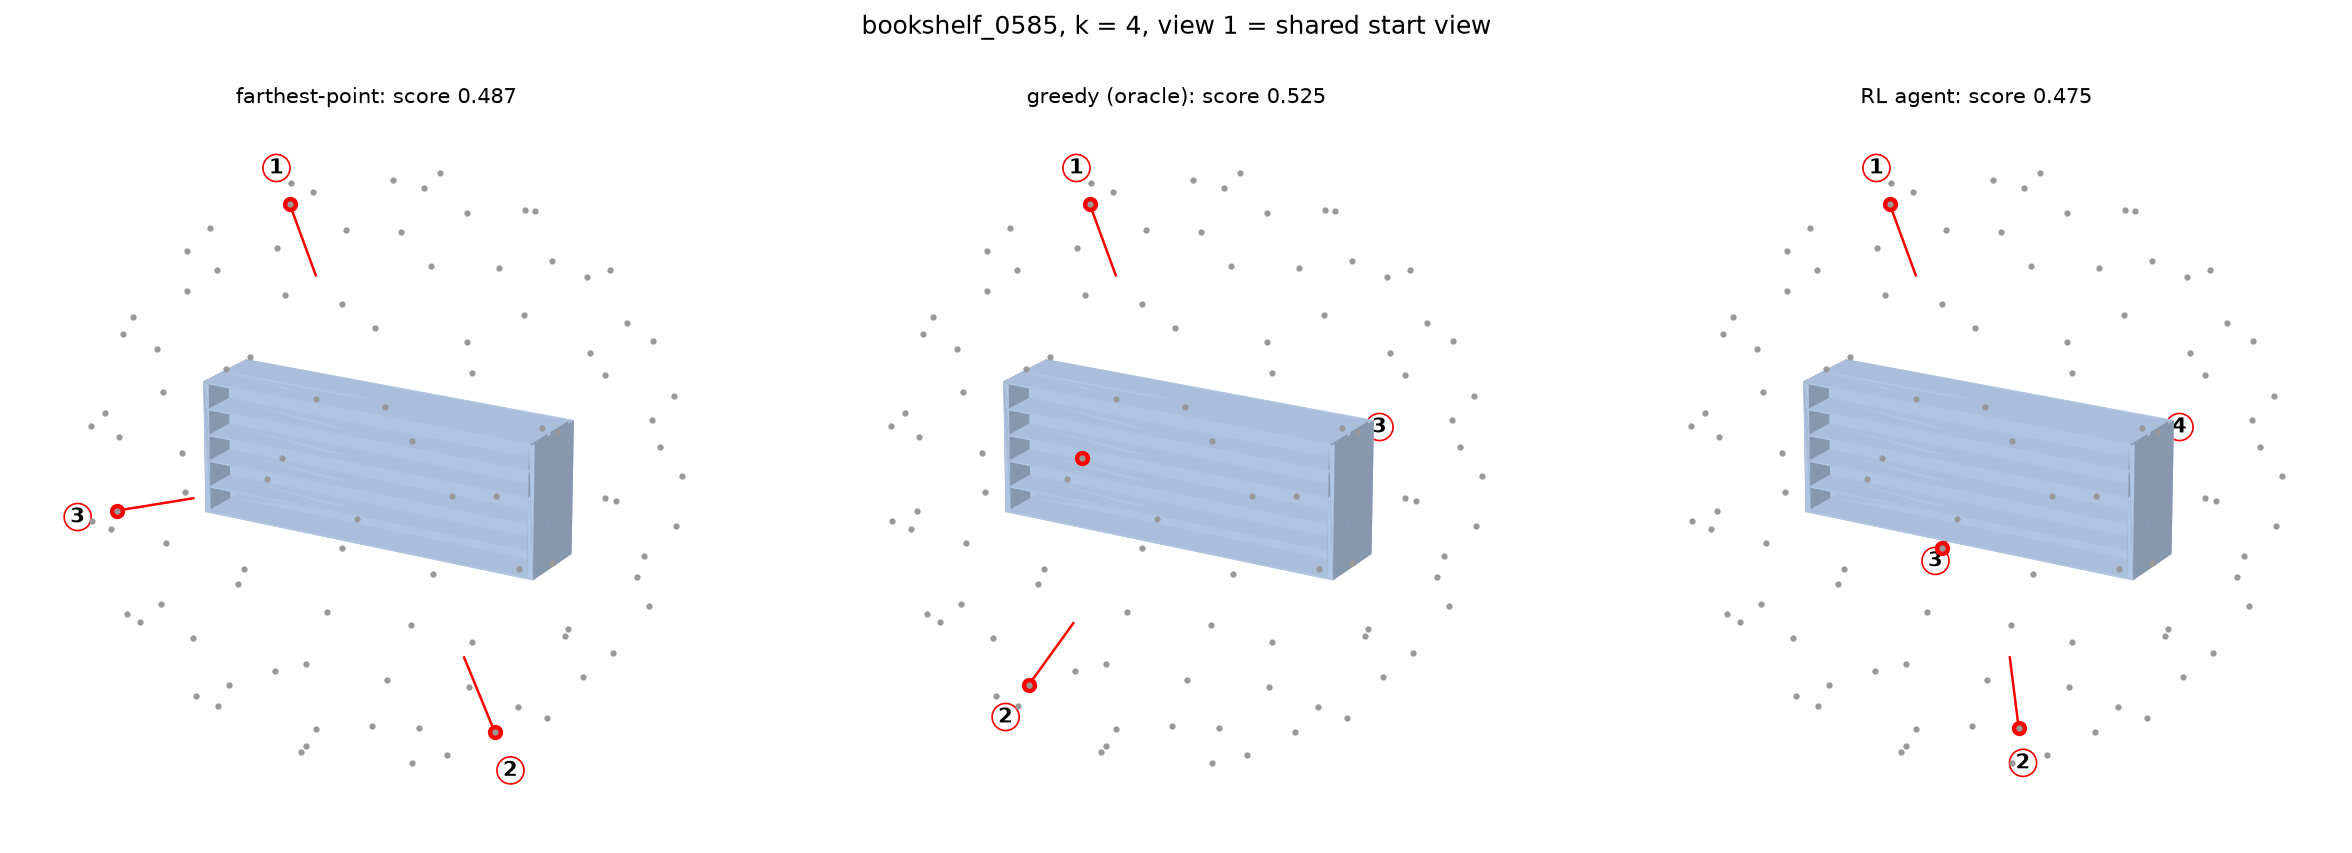 bookshelf_0585, k = 4, view 1 = shared start view
farthest-point: score 0.487
greedy (oracle): score 0.525
RL agent: score 0.475
1
3
2
1
3
2
1
4
3
2